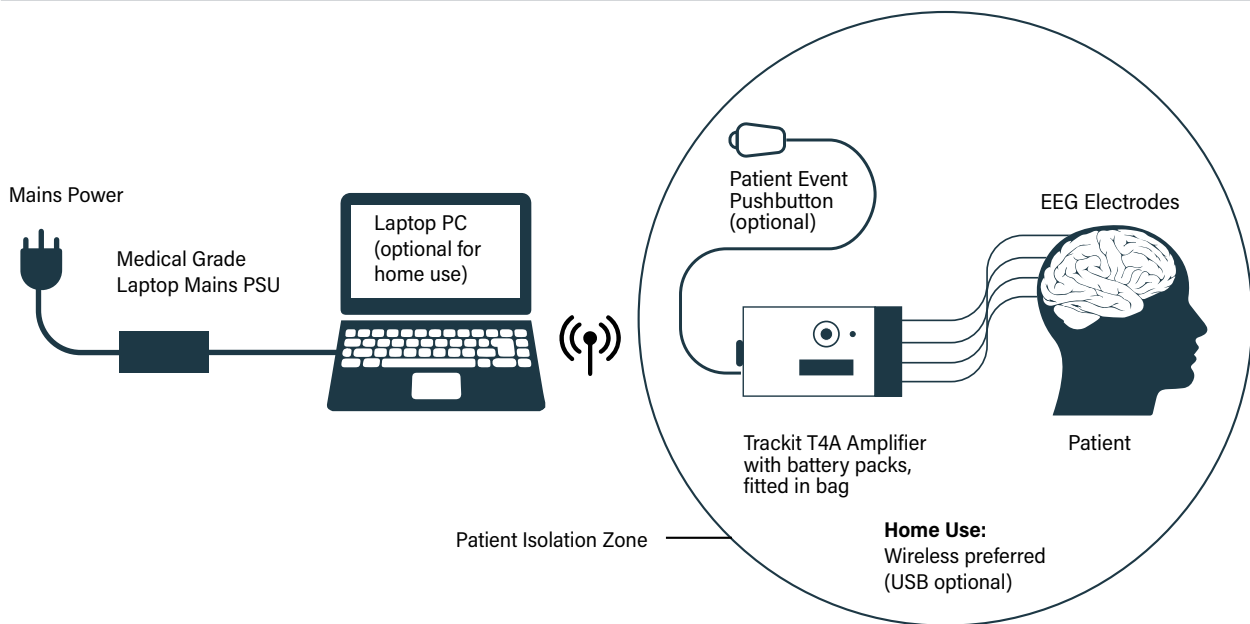 Mains Power
Medical Grade
Laptop Mains PSU
Laptop PC
(optional for
home use)
Patient Event
Pushbutton
(optional)
EEG Electrodes
Trackit T4A Amplifier
with battery packs,
fitted in bag
Patient
Patient Isolation Zone
Home Use:
Wireless preferred
(USB optional)